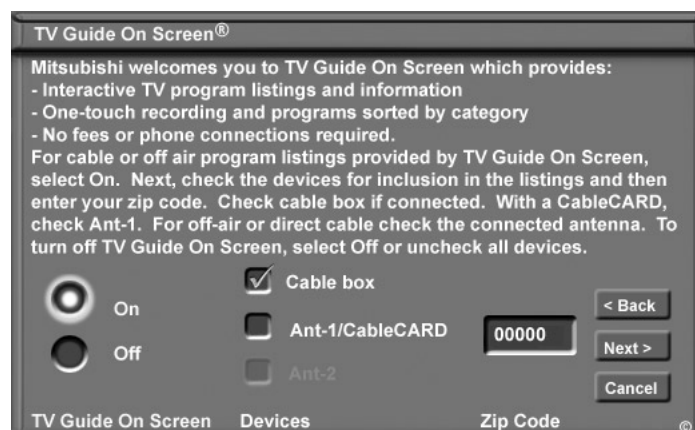 TV Guide On Screen®
Mitsubishi welcomes you to TV Guide On Screen which provides:
- Interactive TV program listings and information
- One-touch recording and programs sorted by category
- No fees or phone connections required.
For cable or off air program listings provided by TV Guide On Screen,
select On. Next, check the devices for inclusion in the listings and then
enter your zip code. Check cable box if connected. With a CableCARD,
check Ant-1. For off-air or direct cable check the connected antenna. To
turn off TV Guide On Screen, select Off or uncheck all devices.
On
Off
Cable box
Ant-1/CableCARD
Ant-2
00000
< Back
Next >
Cancel
TV Guide On Screen
Devices
Zip Code
©